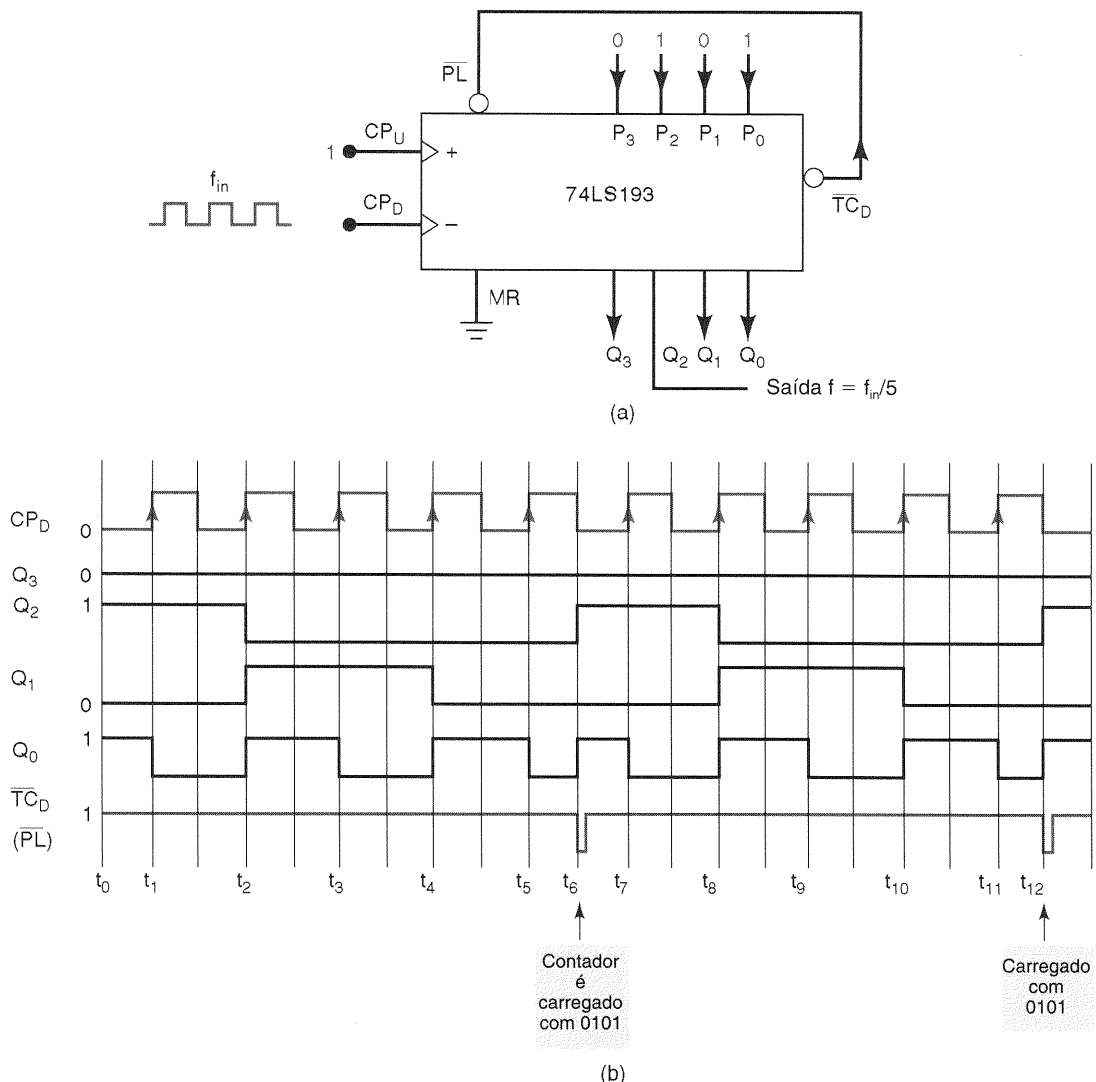 0 1 0 1
PL
P3 P2 P1 P0
CPU
1
+
fin
74LS193
CPD
−
TCD
MR
Q3 Q2 Q1 Q0
Saída f = fin/5
(a)
CPD 0
Q3 0
Q2 1
Q1
0
1
Q0
TCD
1
(PL)
t0 t1 t2 t3 t4 t5 t6 t7 t8 t9 t10 t11 t12
Contador
é
carregado
com 0101
Carregado
com
0101
(b)